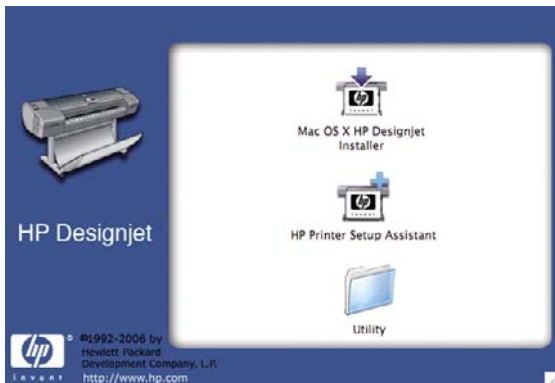 Mac OS X HP Designjet
Installer
HP Printer Setup Assistant
Utility
HP Designjet
©1992-2006 by
Hewlett-Packard
Development Company, L.P.
http://www.hp.com
hp
invent